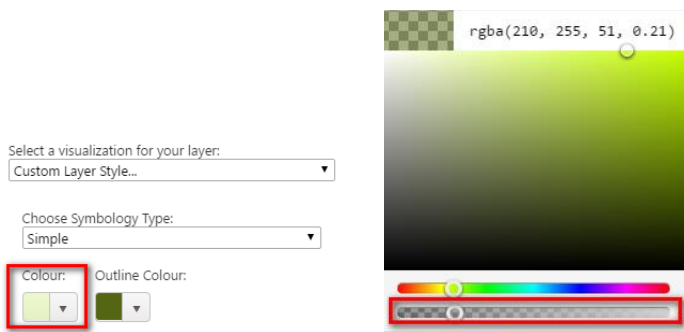 rgba(210, 255, 51, 0.21)
Select a visualization for your layer:
Custom Layer Style...
Choose Symbology Type:
Simple
Colour: Outline Colour: